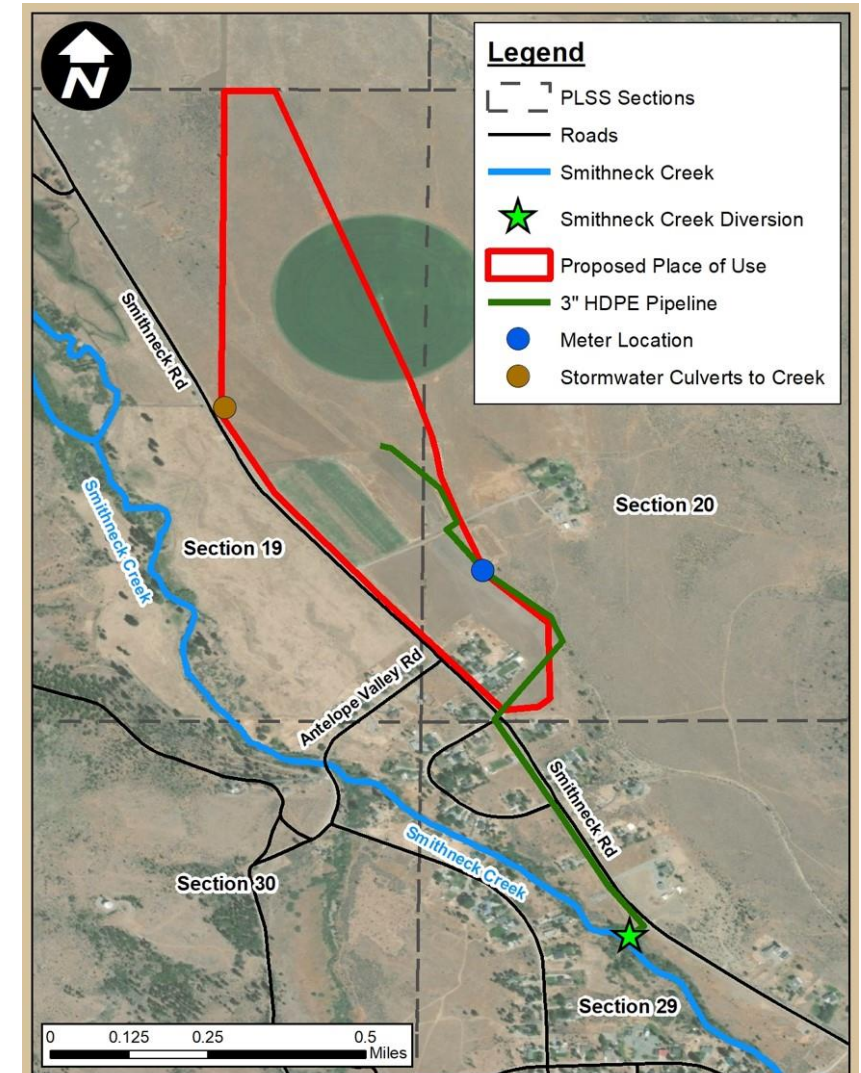 N
Legend
PLSS Sections
Roads
Smithneck Creek
Smithneck Creek Diversion
Proposed Place of Use
3" HDPE Pipeline
Meter Location
Stormwater Culverts to Creek
Smithneck Rd
Smithneck Creek
Section 19
Section 20
Antelope Valley Rd
Smithneck Rd
Smithneck Creek
Section 30
Section 29
0 0.125 0.25 0.5
Miles